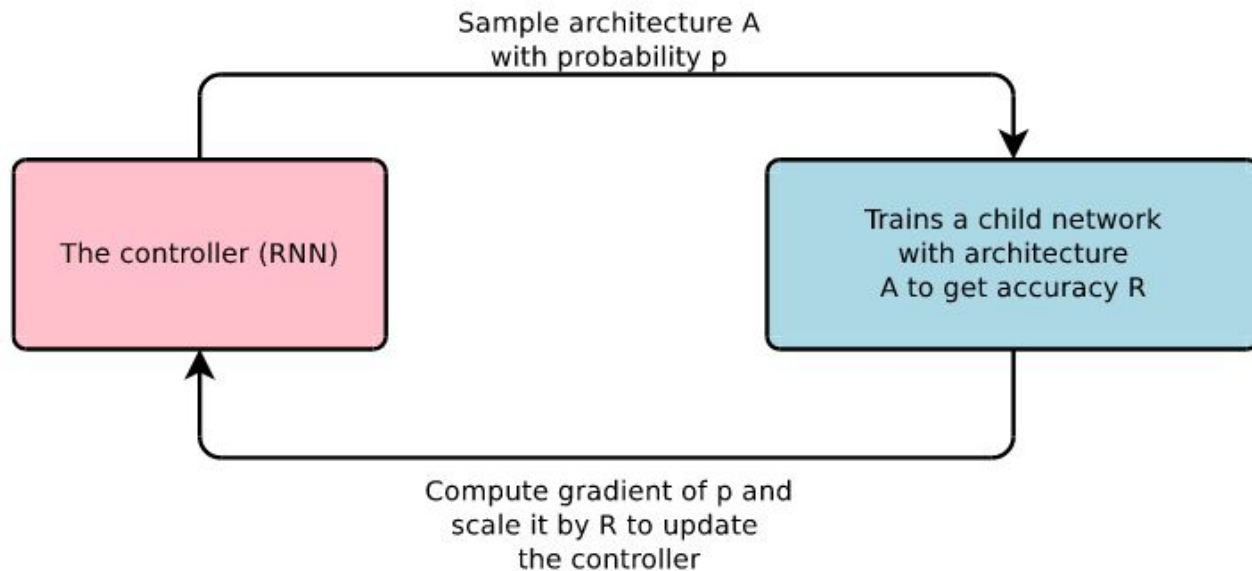 Sample architecture A
with probability p
The controller (RNN)
Trains a child network
with architecture
A to get accuracy R
Compute gradient of p and
scale it by R to update
the controller